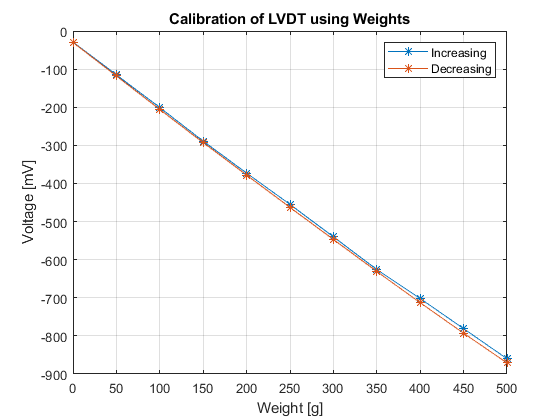 Calibration of LVDT using Weights
0
-100
-200
-300
-400
-500
-600
-700
-800
-900
Voltage [mV]
Increasing
Decreasing
0 50 100 150 200 250 300 350 400 450 500
Weight [g]